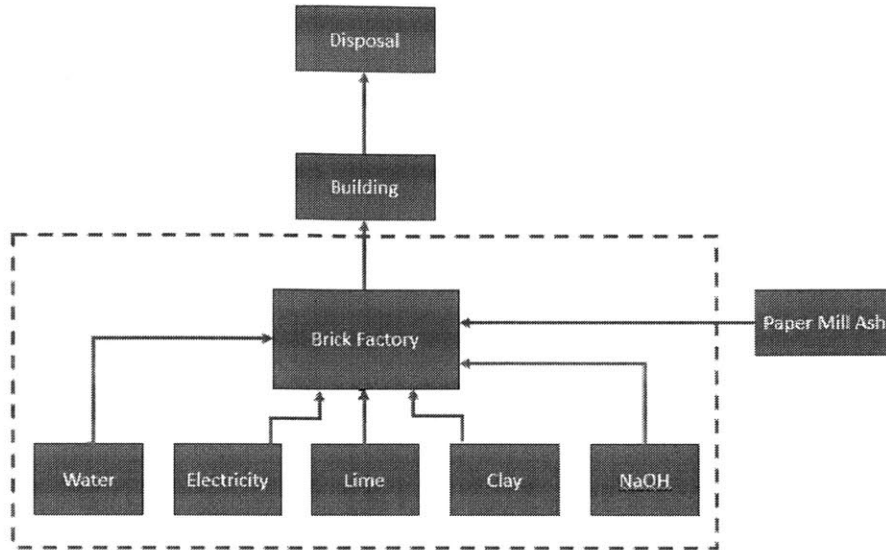 Disposal
Building
Brick Factory
Paper Mill Ash
Water
Electricity
Lime
Clay
NaOH